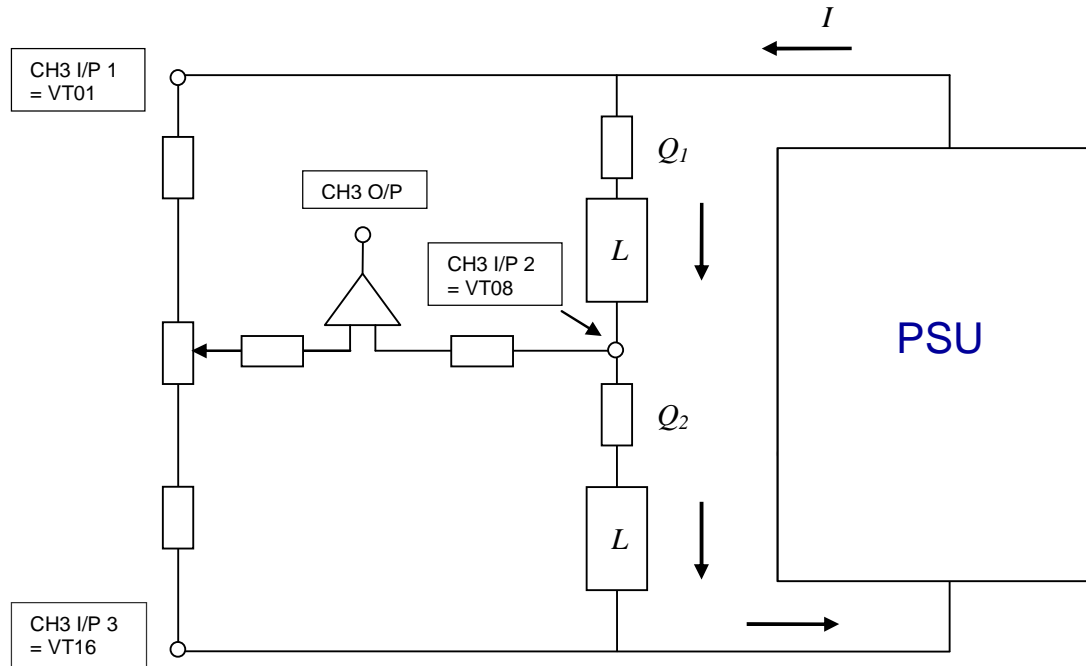 I
CH3 I/P 1
= VT01
Q1
CH3 O/P
L
CH3 I/P 2
= VT08
PSU
Q2
L
CH3 I/P 3
= VT16